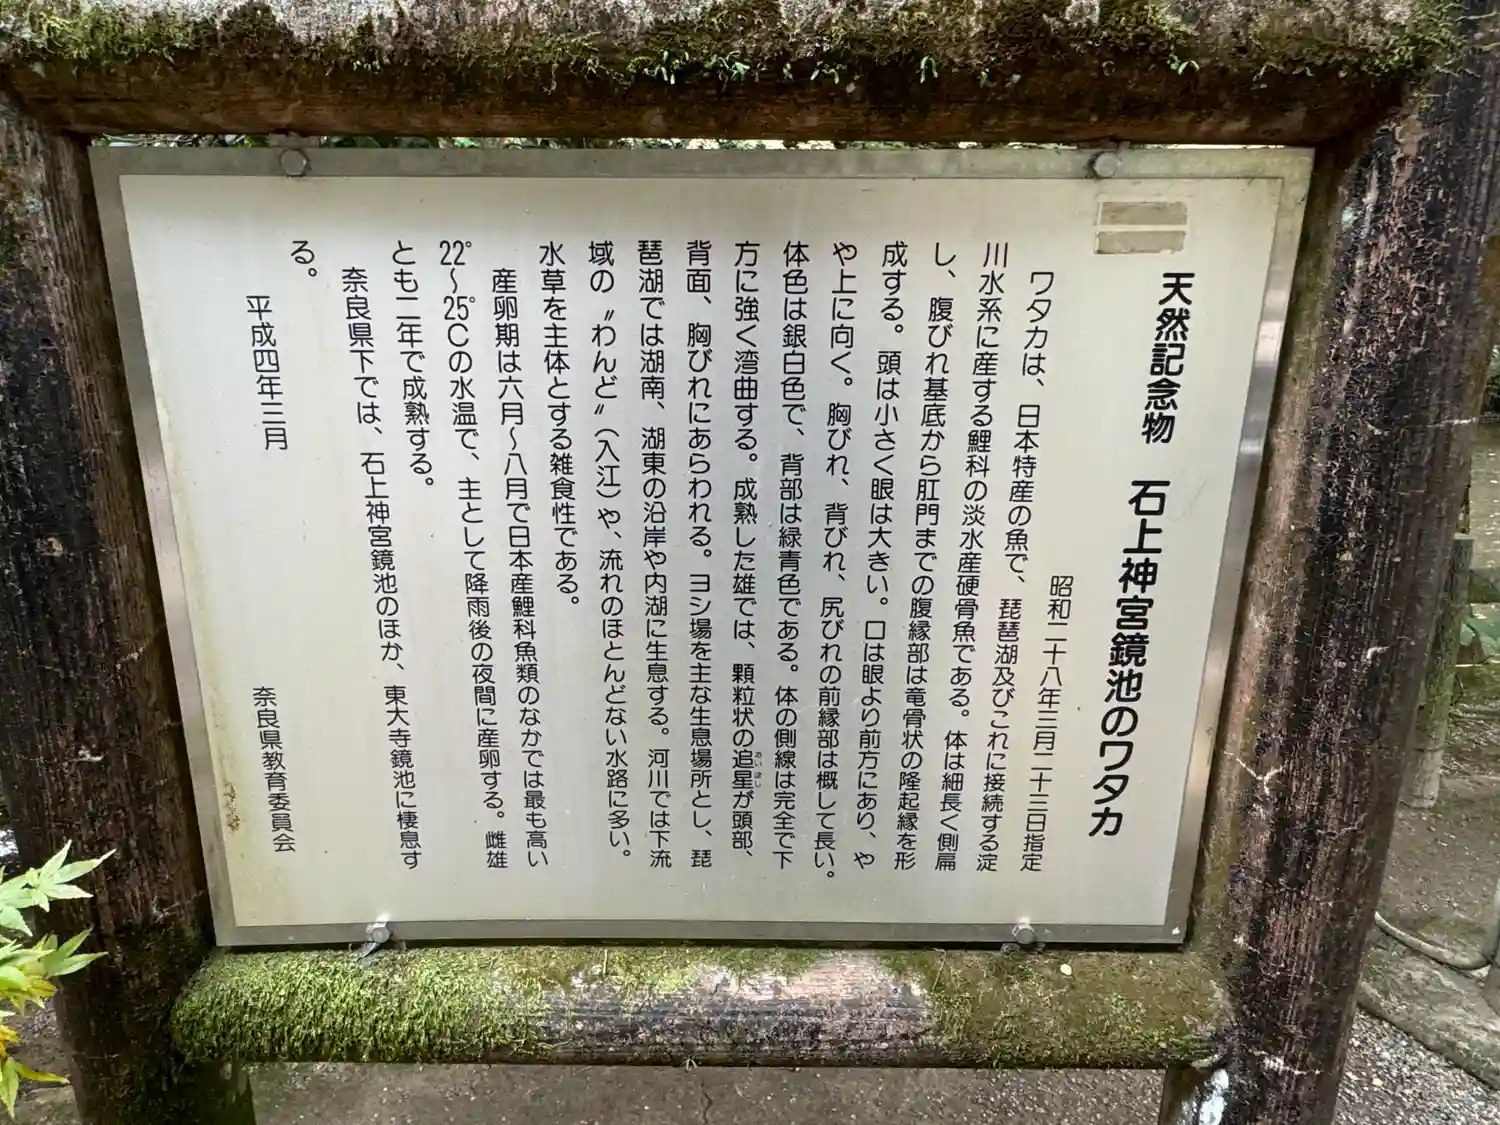 天然記念物　石上神宮鏡池のワタカ
昭和二十八年三月二十三日指定
ワタカは、日本特産の魚で、琵琶湖及びこれに接続する淀
川水系に産する鯉科の淡水産硬骨魚である。体は細長く側扁
し、腹びれ基底から肛門までの腹縁部は竜骨状の隆起縁を形
成する。頭は小さく眼は大きい。口は眼より前方にあり、や
や上に向く。胸びれ、背びれ、尻びれの前縁部は概して長い。
体色は銀白色で、背部は緑青色である。体の側線は完全で下
方に強く湾曲する。成熟した雄では、顆粒状の追星が頭部、
あいぼし
背面、胸びれにあらわれる。ヨシ場を主な生息場所とし、琵
琶湖では湖南、湖東の沿岸や内湖に生息する。河川では下流
域の〝わんど〟（入江）や、流れのほとんどない水路に多い。
水草を主体とする雑食性である。
産卵期は六月〜八月で日本産鯉科魚類のなかでは最も高い
22°〜25°Cの水温で、主として降雨後の夜間に産卵する。雌雄
とも二年で成熟する。
奈良県下では、石上神宮鏡池のほか、東大寺鏡池に棲息す
る。
平成四年三月
奈良県教育委員会